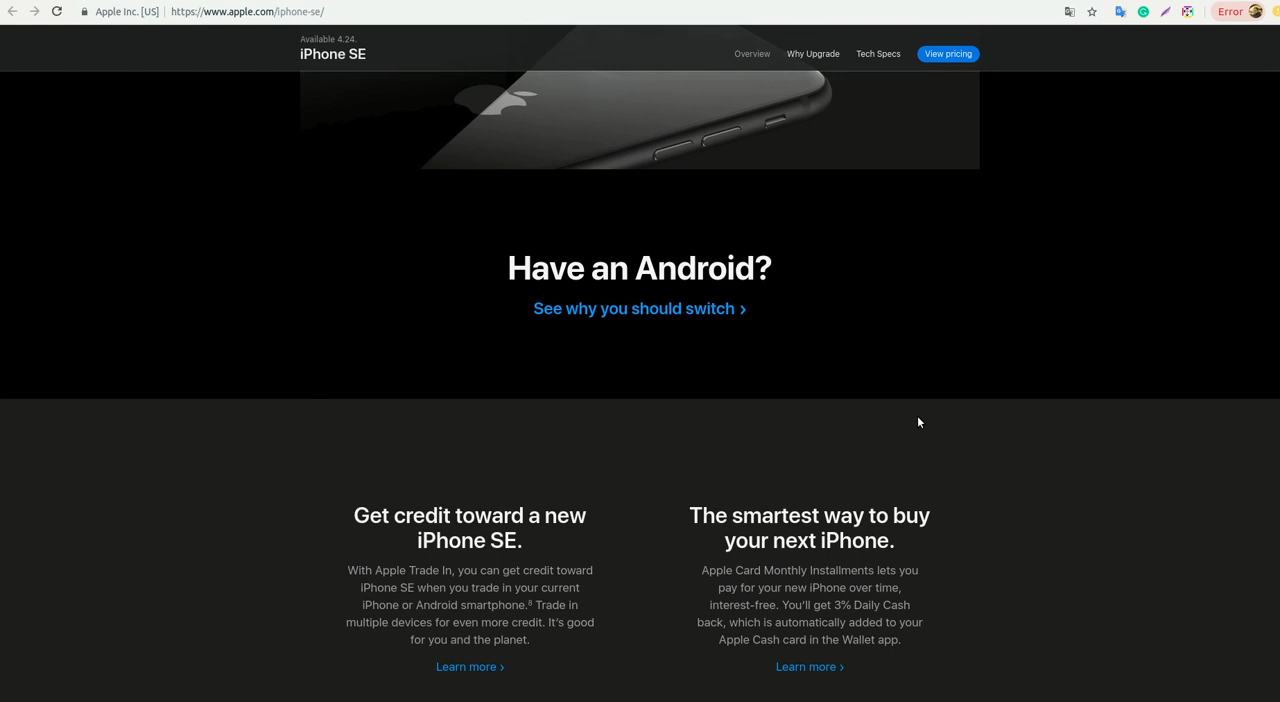 Apple Inc. [US]
https://www.apple.com/iphone-se/
Error
Available 4.24.
iPhone SE
Overview
Why Upgrade
Tech Specs
View pricing
Have an Android?
See why you should switch ›
Get credit toward a new
iPhone SE.
With Apple Trade In, you can get credit toward
iPhone SE when you trade in your current
iPhone or Android smartphone.⁸ Trade in
multiple devices for even more credit. It's good
for you and the planet.
Learn more ›
The smartest way to buy
your next iPhone.
Apple Card Monthly Installments lets you
pay for your new iPhone over time,
interest-free. You'll get 3% Daily Cash
back, which is automatically added to your
Apple Cash card in the Wallet app.
Learn more ›